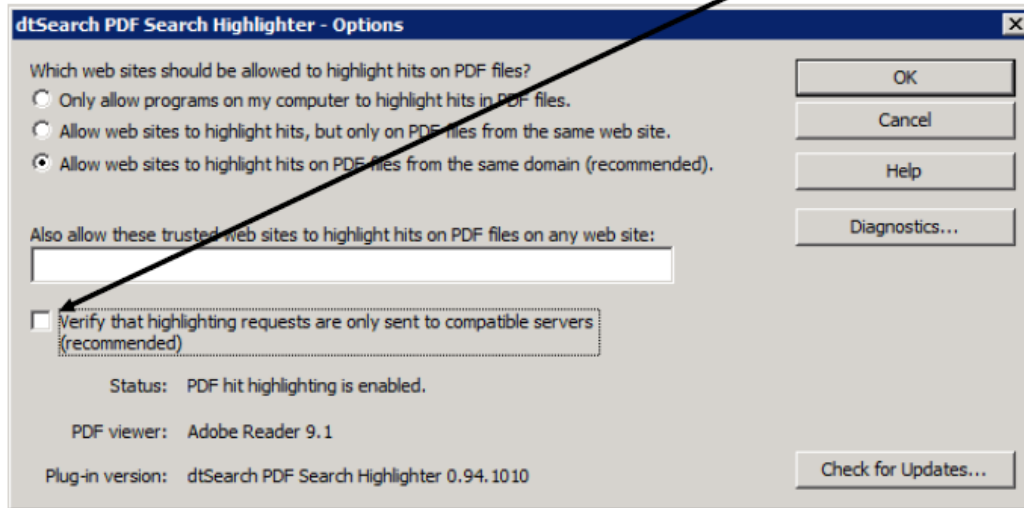 dtSearch PDF Search Highlighter - Options
Which web sites should be allowed to highlight hits on PDF files?
Only allow programs on my computer to highlight hits in PDF files.
Allow web sites to highlight hits, but only on PDF files from the same web site.
Allow web sites to highlight hits on PDF files from the same domain (recommended).
OK
Cancel
Help
Diagnostics...
Also allow these trusted web sites to highlight hits on PDF files on any web site:
Verify that highlighting requests are only sent to compatible servers
(recommended)
Status: PDF hit highlighting is enabled.
PDF viewer: Adobe Reader 9.1
Plug-in version: dtSearch PDF Search Highlighter 0.94.1010
Check for Updates...